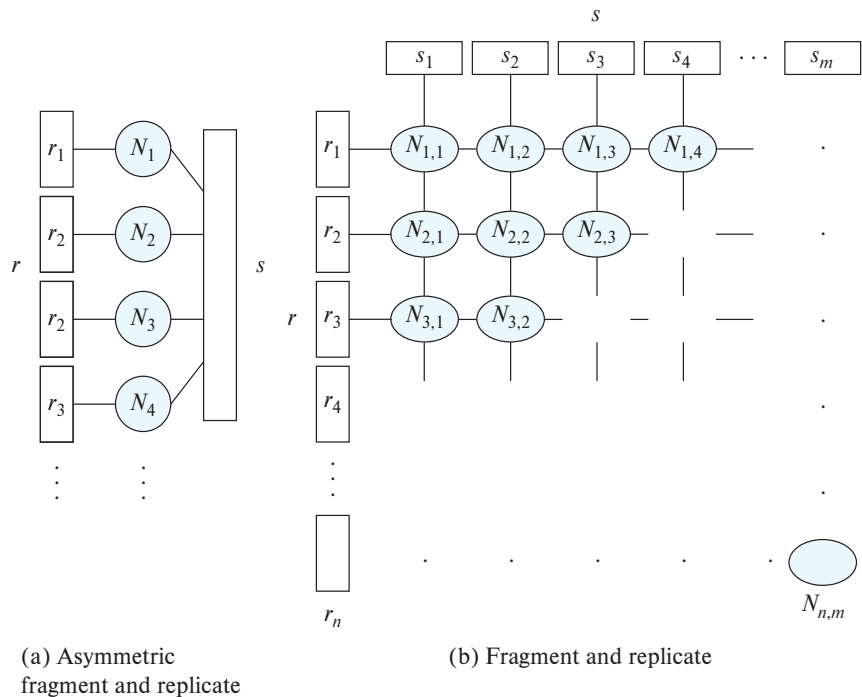 s
s1 s2 s3 s4 . . . sm
r1 N1
r2 N2
r2 N3
r3 N4
r
s
r1 N1,1 N1,2 N1,3 N1,4
r2 N2,1 N2,2 N2,3
r3 N3,1 N3,2
r
r4
rn
Nn,m
(a) Asymmetric
fragment and replicate
(b) Fragment and replicate